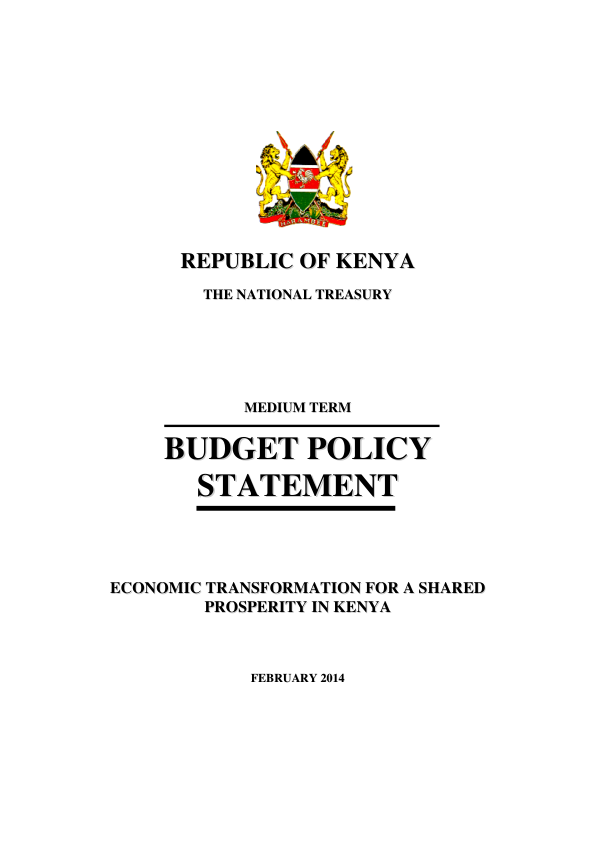 HARAMBEE
REPUBLIC OF KENYA
THE NATIONAL TREASURY
MEDIUM TERM
BUDGET POLICY
STATEMENT
ECONOMIC TRANSFORMATION FOR A SHARED
PROSPERITY IN KENYA
FEBRUARY 2014